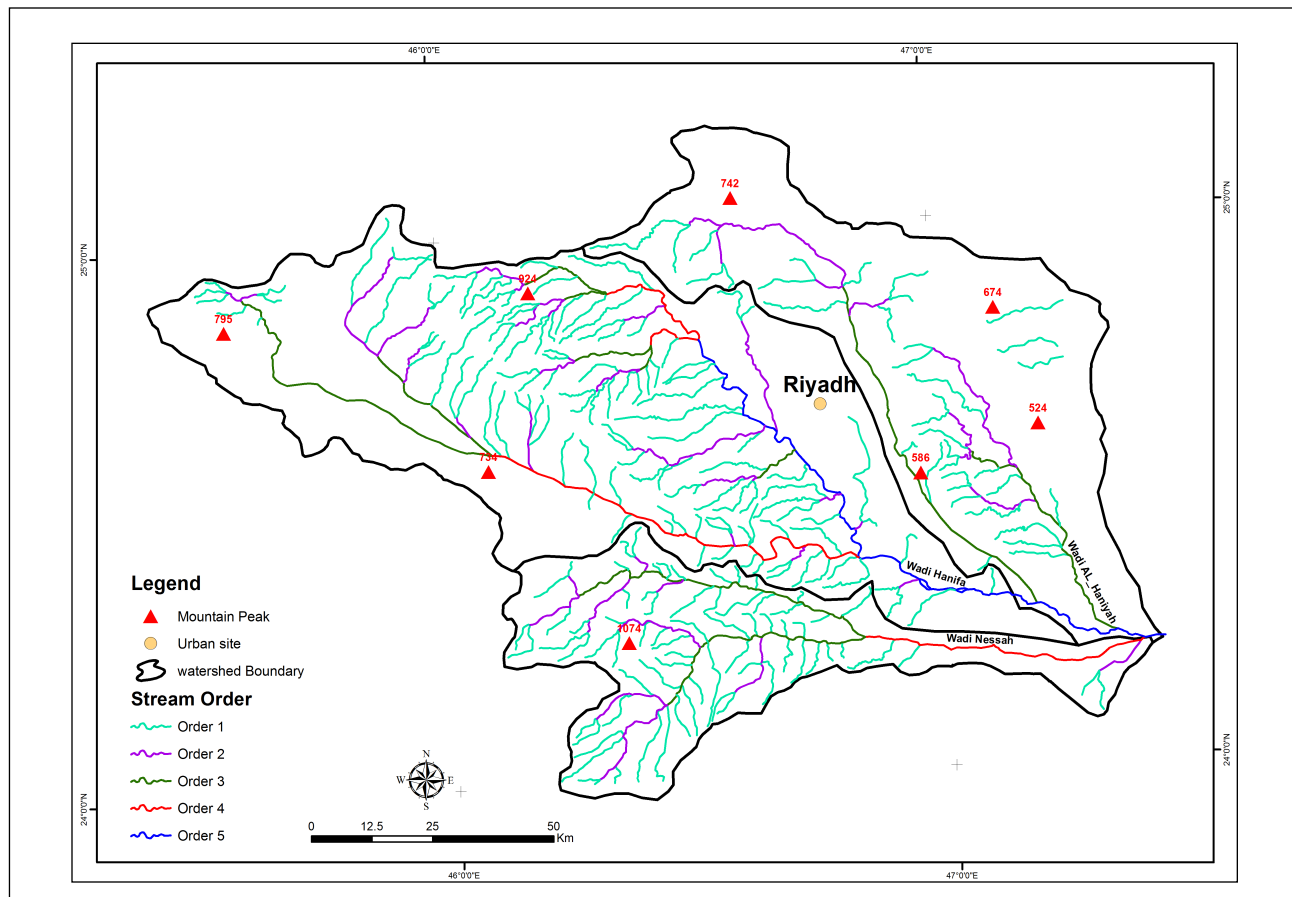 46°0'0"E
47°0'0"E
25°0'0"N
25°0'0"N
742
924
674
795
Riyadh
524
734
586
Wadi Hanifa
Wadi AL_ Haniyah
1074
Wadi Nessah
Legend
Mountain Peak
Urban site
watershed Boundary
Stream Order
Order 1
Order 2
Order 3
Order 4
Order 5
N
W
E
S
0
12.5
25
50
Km
24°0'0"N
24°0'0"N
46°0'0"E
47°0'0"E